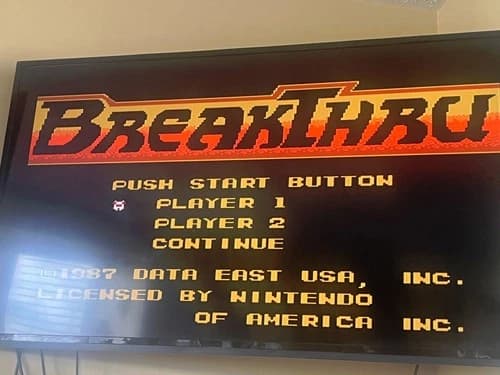 BREAKTHRU
PUSH START BUTTON
PLAYER 1
PLAYER 2
CONTINUE
©1987 DATA EAST USA, INC.
LICENSED BY NINTENDO
OF AMERICA INC.